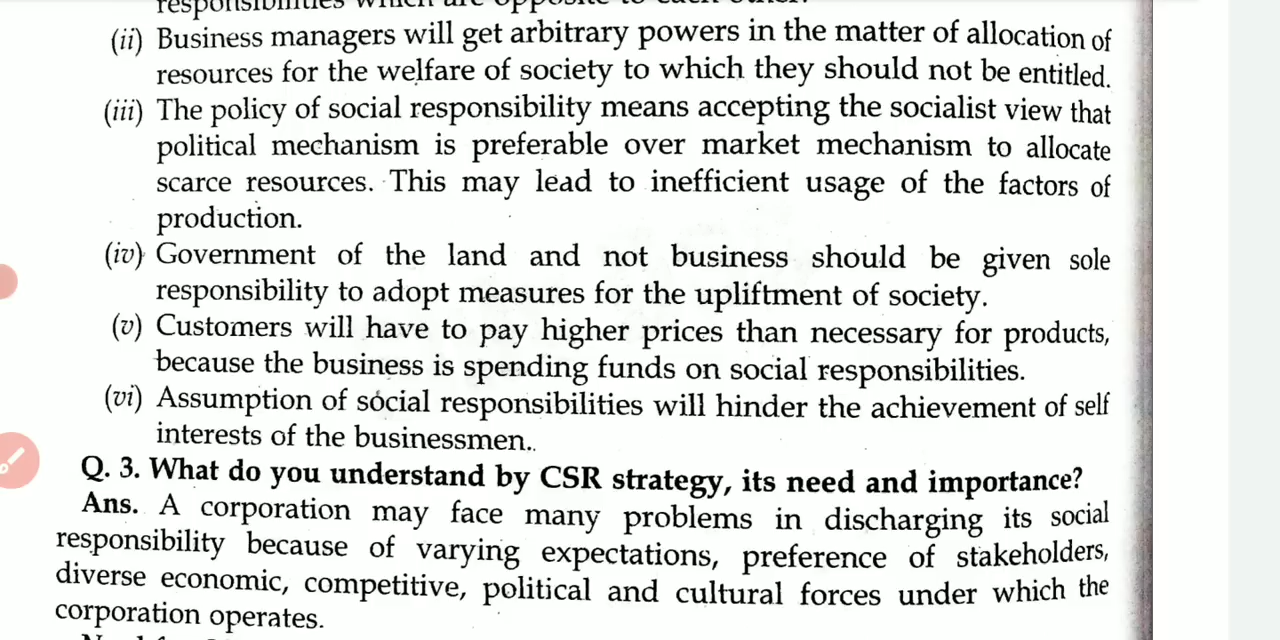 responsibilities which are opposite to each other.
(ii) Business managers will get arbitrary powers in the matter of allocation of
resources for the welfare of society to which they should not be entitled.
(iii) The policy of social responsibility means accepting the socialist view that
political mechanism is preferable over market mechanism to allocate
scarce resources. This may lead to inefficient usage of the factors of
production.
(iv) Government of the land and not business should be given sole
responsibility to adopt measures for the upliftment of society.
(v) Customers will have to pay higher prices than necessary for products,
because the business is spending funds on social responsibilities.
(vi) Assumption of social responsibilities will hinder the achievement of self
interests of the businessmen..
Q. 3. What do you understand by CSR strategy, its need and importance?
Ans. A corporation may face many problems in discharging its social
responsibility because of varying expectations, preference of stakeholders,
diverse economic, competitive, political and cultural forces under which the
corporation operates.